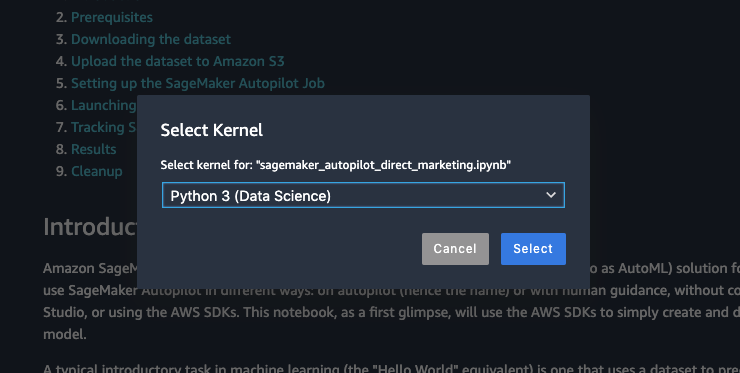 2. Prerequisites
3. Downloading the dataset
4. Upload the dataset to Amazon S3
5. Setting up the SageMaker Autopilot Job
6. Launching
7. Tracking S
8. Results
9. Cleanup
Select Kernel
Select kernel for: "sagemaker_autopilot_direct_marketing.ipynb"
Python 3 (Data Science)
Cancel
Select
Introduc
Amazon SageM o as AutoML) solution fo
use SageMaker Autopilot in different ways: on autopilot (hence the name) or with human guidance, without co
Studio, or using the AWS SDKs. This notebook, as a first glimpse, will use the AWS SDKs to simply create and d
model.
A typical introductory task in machine learning (the "Hello World" equivalent) is one that uses a dataset to pre